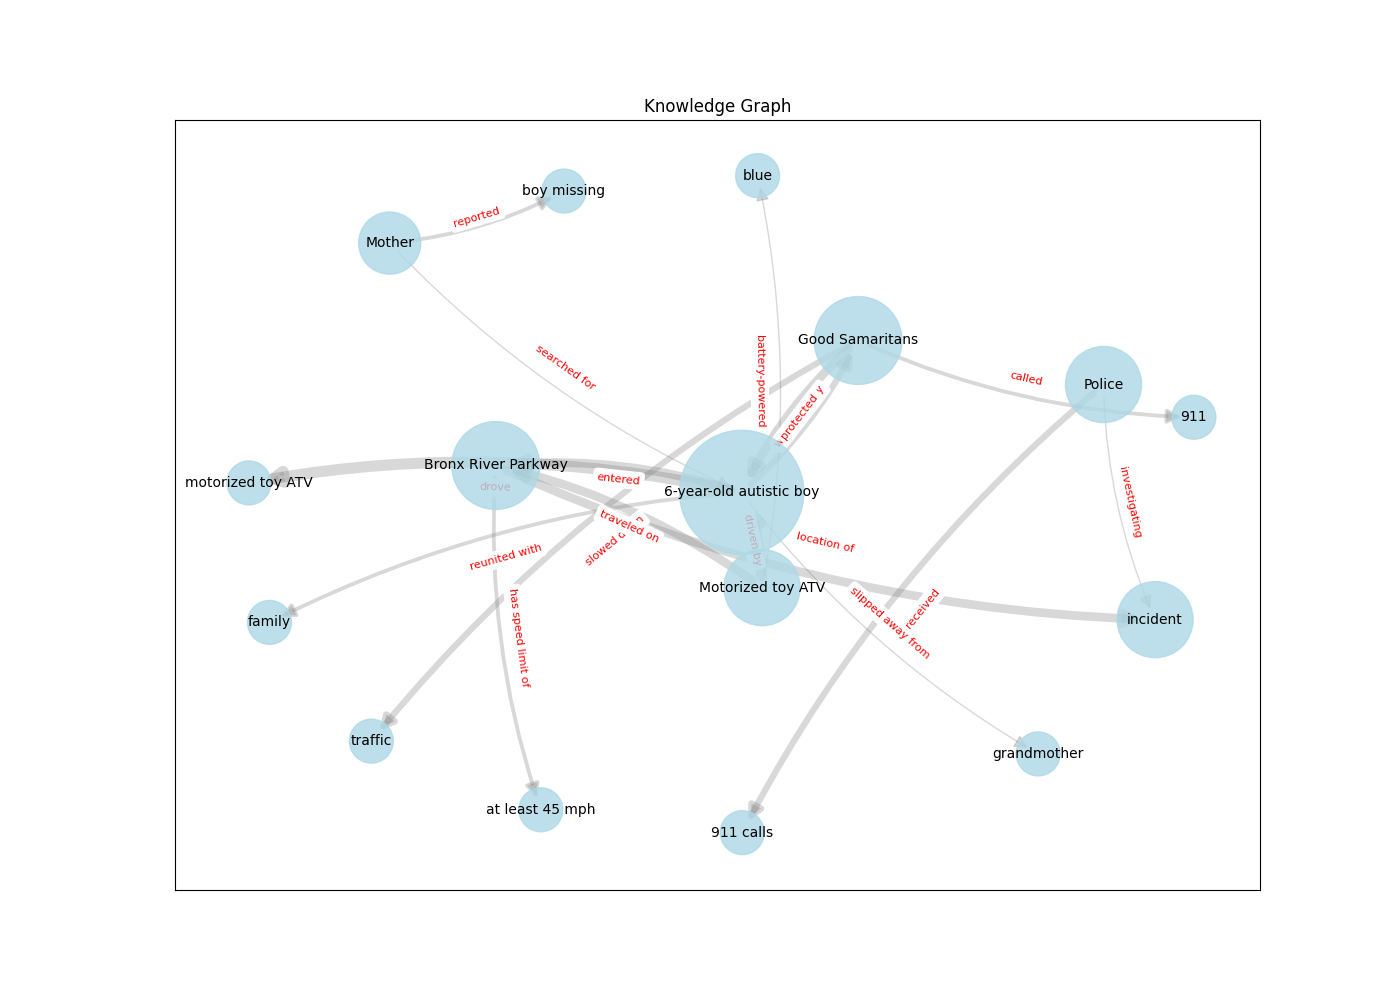 Knowledge Graph
blue
boy missing
reported
Mother
Good Samaritans
searched for
called
Police
battery-powered
protected
911
Bronx River Parkway
entered
motorized toy ATV
drove
6-year-old autistic boy
investigating
traveled on
slowed
driven by
location of
reunited with
Motorized toy ATV
has speed limit of
slipped away from
received
family
incident
traffic
grandmother
at least 45 mph
911 calls